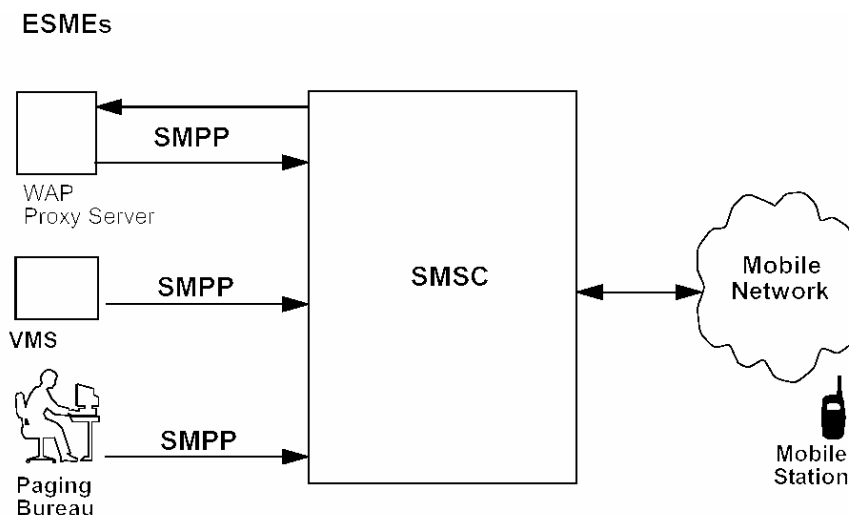 ESMEs
SMPP
WAP
Proxy Server
SMPP
VMS
SMPP
Paging
Bureau
SMSC
Mobile
Network
Mobile
Station